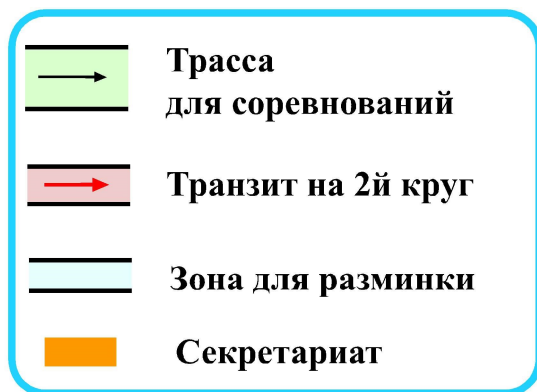 Трасса
для соревнований
Транзит на 2й круг
Зона для разминки
Секретариат